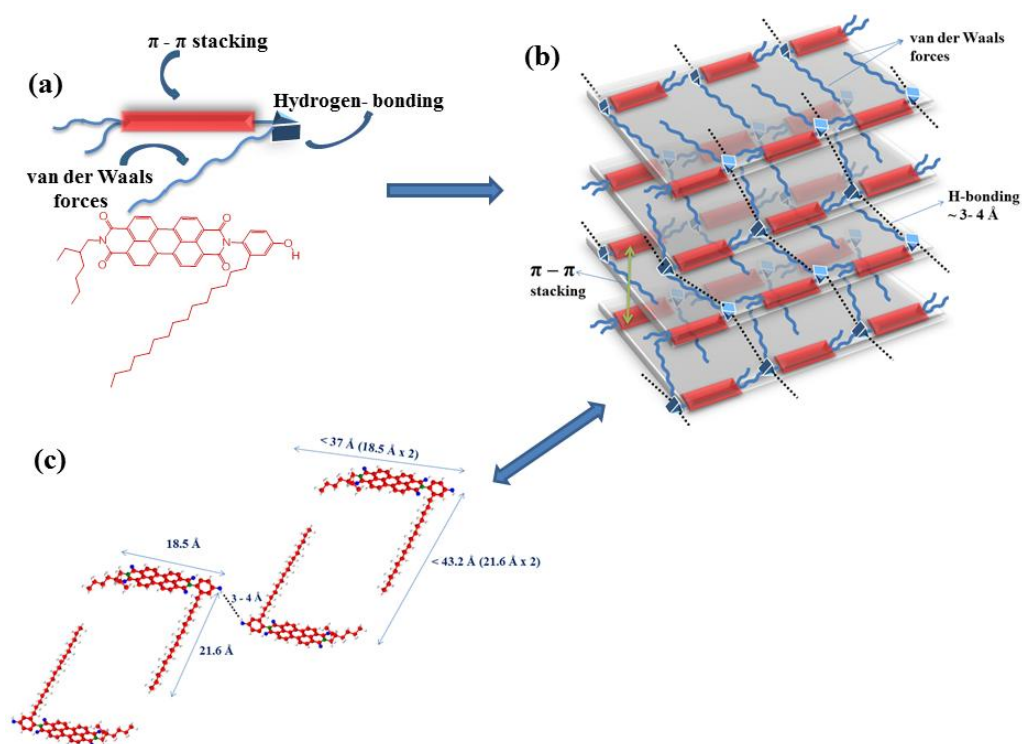 π - π stacking
(a)
Hydrogen- bonding
van der Waals
forces
O
O
N
N
O
O
O
H
(b)
van der Waals
forces
H-bonding
~ 3- 4 Å
π – π
stacking
(c)
< 37 Å (18.5 Å x 2)
18.5 Å
< 43.2 Å (21.6 Å x 2)
3 - 4 Å
21.6 Å